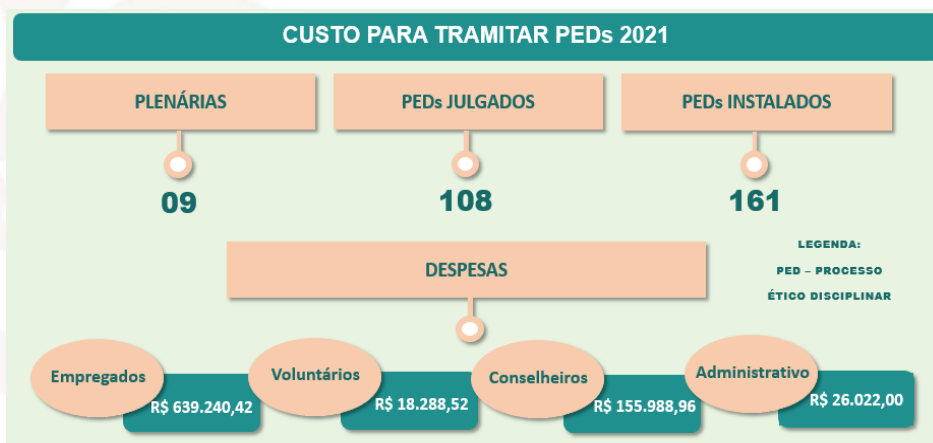 CUSTO PARA TRAMITAR PEDs 2021
PLENÁRIAS
PEDs JULGADOS
PEDs INSTALADOS
09
108
161
LEGENDA:
PED – PROCESSO
ÉTICO DISCIPLINAR
DESPESAS
Empregados
R$ 639.240,42
Voluntários
R$ 18.288,52
Conselheiros
R$ 155.988,96
Administrativo
R$ 26.022,00